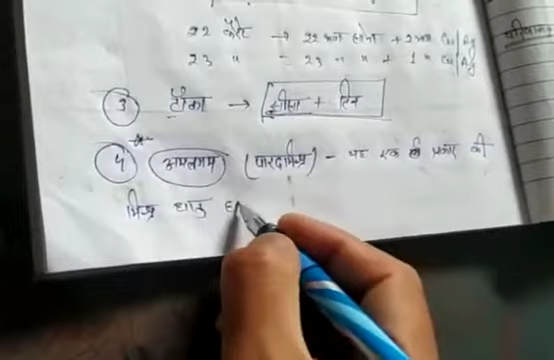 22 कैरेट → 22 भाग सोना + 2 भाग Cu/Ag
23 " = 23 " " + 1 " Cu/Ag
③ टाँका → सीसा + टिन
④ अमलगम (पारदमिश्र) - यह एक ही प्रकार की
मिश्र धातु